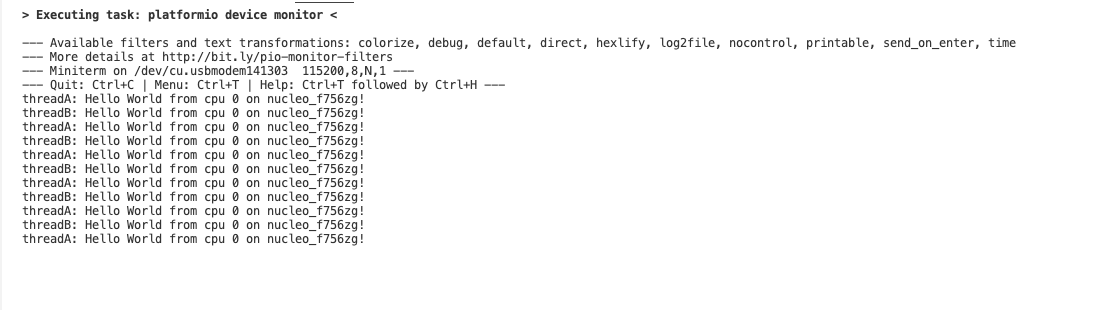 > Executing task: platformio device monitor <
--- Available filters and text transformations: colorize, debug, default, direct, hexlify, log2file, nocontrol, printable, send_on_enter, time
--- More details at http://bit.ly/pio-monitor-filters
--- Miniterm on /dev/cu.usbmodem141303  115200,8,N,1 ---
--- Quit: Ctrl+C | Menu: Ctrl+T | Help: Ctrl+T followed by Ctrl+H ---
threadA: Hello World from cpu 0 on nucleo_f756zg!
threadB: Hello World from cpu 0 on nucleo_f756zg!
threadA: Hello World from cpu 0 on nucleo_f756zg!
threadB: Hello World from cpu 0 on nucleo_f756zg!
threadA: Hello World from cpu 0 on nucleo_f756zg!
threadB: Hello World from cpu 0 on nucleo_f756zg!
threadA: Hello World from cpu 0 on nucleo_f756zg!
threadB: Hello World from cpu 0 on nucleo_f756zg!
threadA: Hello World from cpu 0 on nucleo_f756zg!
threadB: Hello World from cpu 0 on nucleo_f756zg!
threadA: Hello World from cpu 0 on nucleo_f756zg!